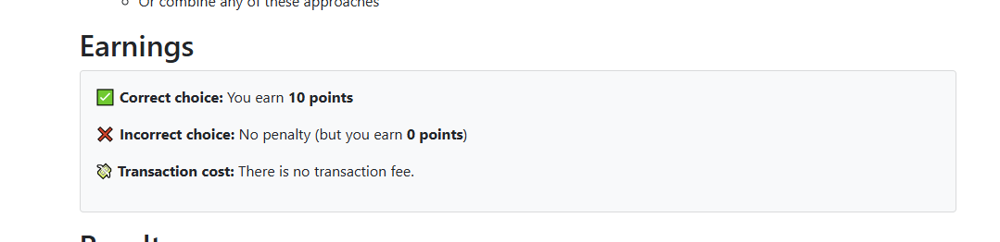 Or combine any of these approaches
Earnings
Correct choice: You earn 10 points
Incorrect choice: No penalty (but you earn 0 points)
Transaction cost: There is no transaction fee.